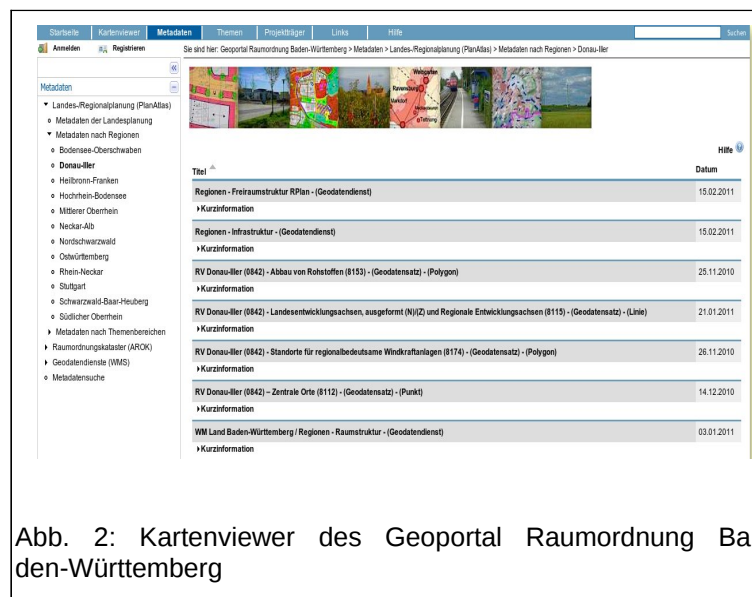 Startseite Kartenviewer Metadaten Themen Projektträger Links Hilfe Suchen
Anmelden Registrieren Sie sind hier: Geoportal Raumordnung Baden-Württemberg > Metadaten > Landes-/Regionalplanung (PlanAtlas) > Metadaten nach Regionen > Donau-Iller
Metadaten
Landes-/Regionalplanung (PlanAtlas)
Metadaten der Landesplanung
Metadaten nach Regionen
Bodensee-Oberschwaben
Donau-Iller
Heilbronn-Franken
Hochrhein-Bodensee
Mittlerer Oberrhein
Neckar-Alb
Nordschwarzwald
Ostwürttemberg
Rhein-Neckar
Stuttgart
Schwarzwald-Baar-Heuberg
Südlicher Oberrhein
Metadaten nach Themenbereichen
Raumordnungskataster (AROK)
Geodatendienste (WMS)
Metadatensuche
Weingarten
Ravensburg
Markdorf
Tettnang
Hilfe
Titel Datum
Regionen - Freiraumstruktur RPlan - (Geodatendienst) 15.02.2011
Kurzinformation
Regionen - Infrastruktur - (Geodatendienst) 15.02.2011
Kurzinformation
RV Donau-Iller (0842) - Abbau von Rohstoffen (8153) - (Geodatensatz) - (Polygon) 25.11.2010
Kurzinformation
RV Donau-Iller (0842) - Landesentwicklungsachsen, ausgeformt (N)/(Z) und Regionale Entwicklungsachsen (8115) - (Geodatensatz) - (Linie) 21.01.2011
Kurzinformation
RV Donau-Iller (0842) - Standorte für regionalbedeutsame Windkraftanlagen (8174) - (Geodatensatz) - (Polygon) 26.11.2010
Kurzinformation
RV Donau-Iller (0842) – Zentrale Orte (8112) - (Geodatensatz) - (Punkt) 14.12.2010
Kurzinformation
WM Land Baden-Württemberg / Regionen - Raumstruktur - (Geodatendienst) 03.01.2011
Kurzinformation
Abb. 2: Kartenviewer des Geoportal Raumordnung Ba
den-Württemberg